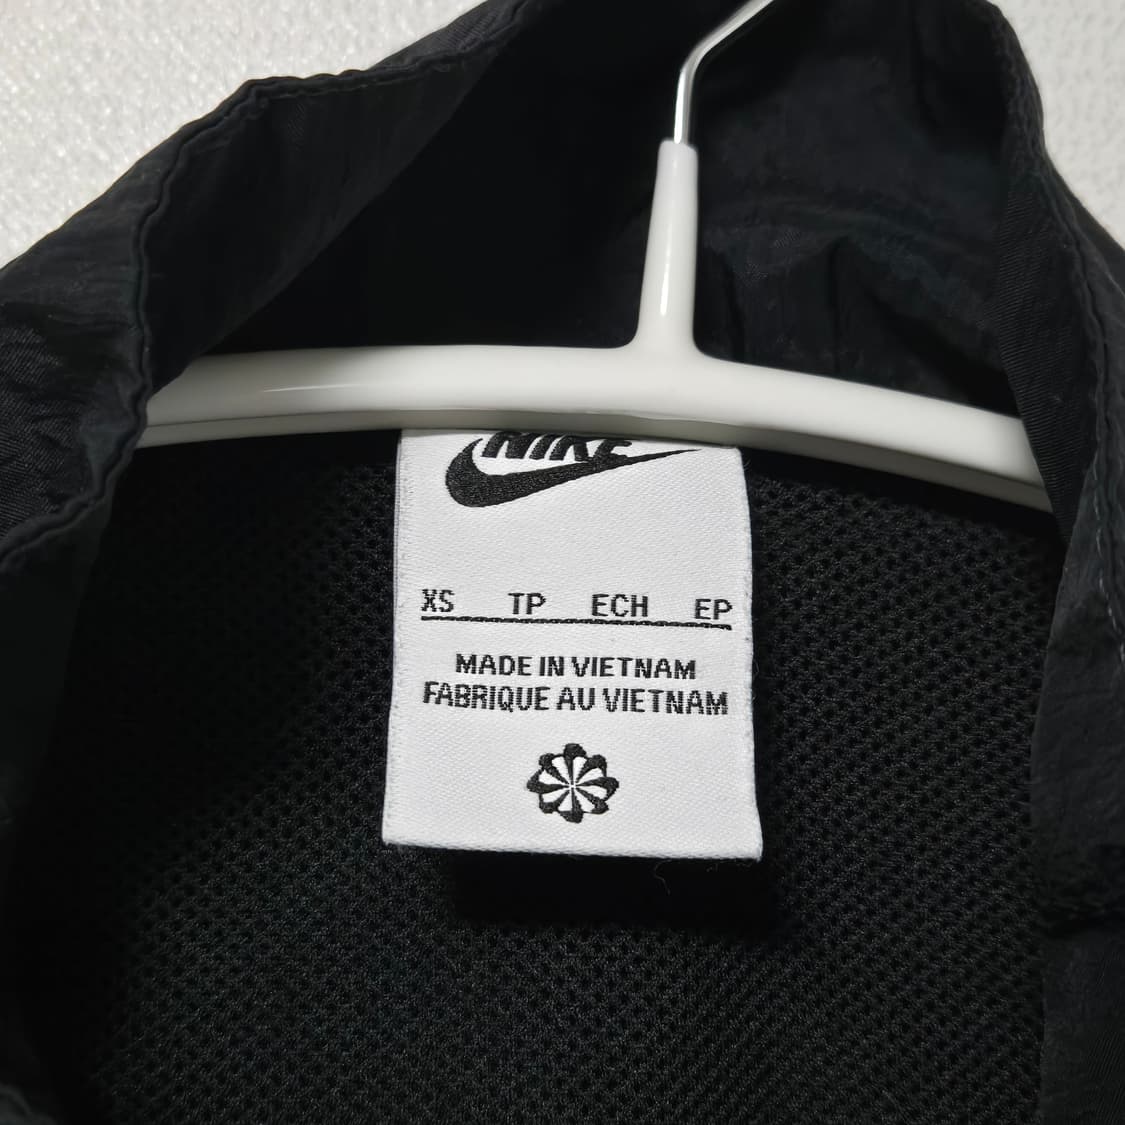 NIKE
XS TP ECH EP
MADE IN VIETNAM
FABRIQUE AU VIETNAM